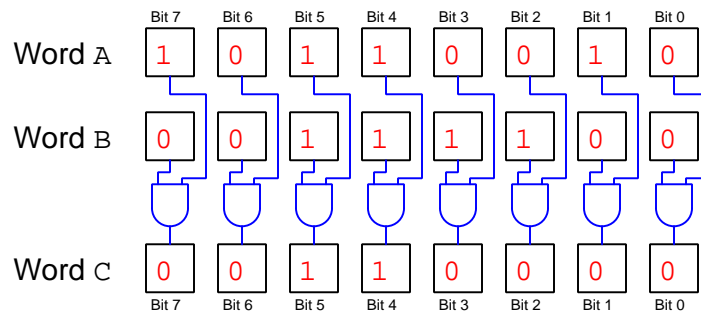 Bit 7 Bit 6 Bit 5 Bit 4 Bit 3 Bit 2 Bit 1 Bit 0
Word A 1 0 1 1 0 0 1 0
Word B 0 0 1 1 1 1 0 0
Word C 0 0 1 1 0 0 0 0
Bit 7 Bit 6 Bit 5 Bit 4 Bit 3 Bit 2 Bit 1 Bit 0